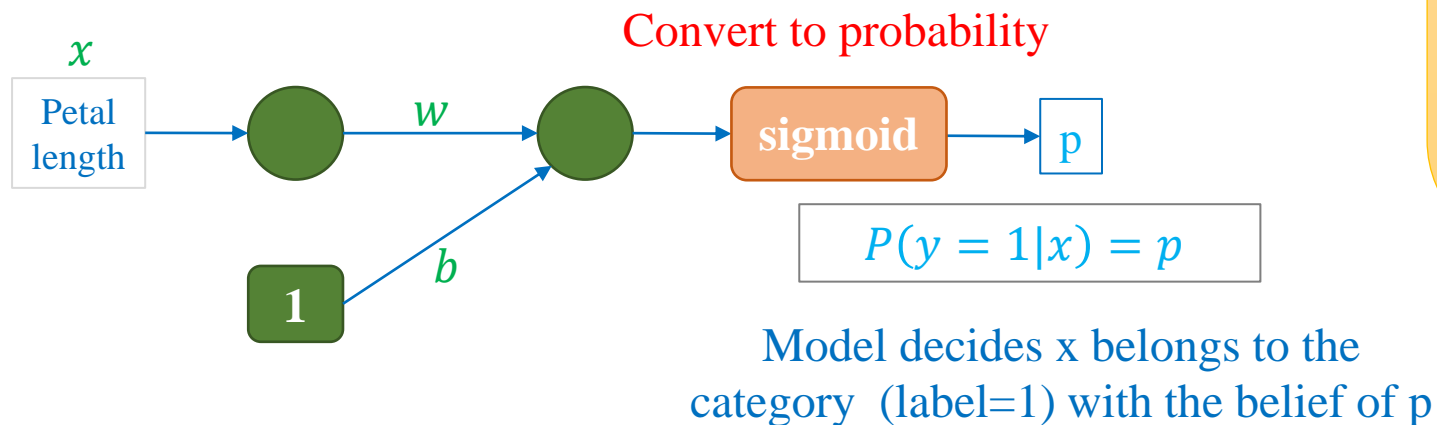 Convert to probability
x
Petal
length
w
sigmoid
p
b
1
P(y = 1|x) = p
Model decides x belongs to the
category (label=1) with the belief of p